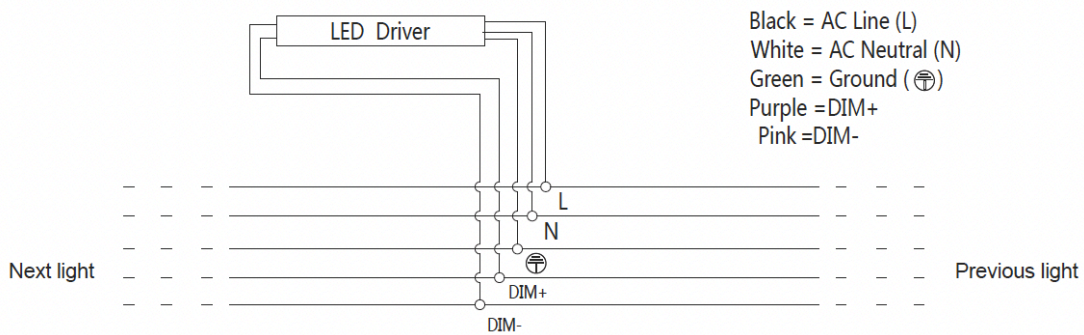 LED Driver
Black = AC Line (L)
White = AC Neutral (N)
Green = Ground ( )
Purple =DIM+
Pink =DIM-
L
N
Next light
Previous light
DIM+
DIM-